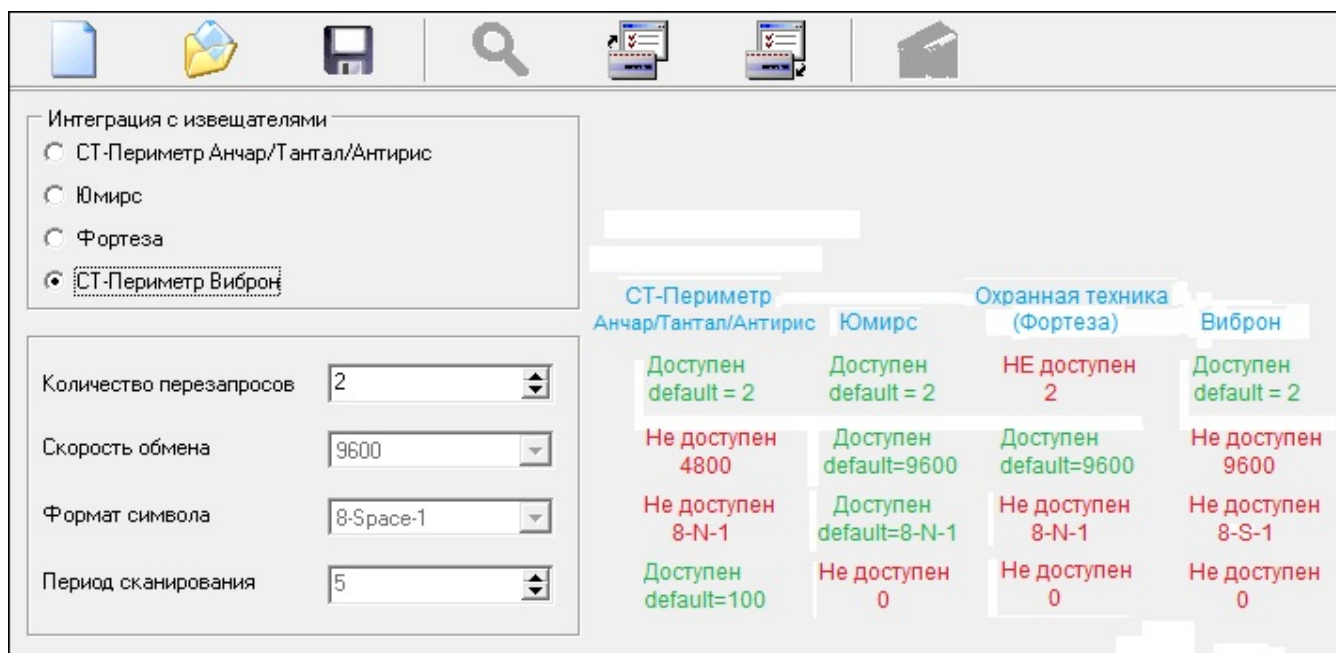 Интеграция с извещателями
СТ-Периметр Анчар/Тантал/Антирис
Юмирс
Фортеза
СТ-Периметр Виброн
Количество перезапросов 2
Скорость обмена 9600
Формат символа 8-Space-1
Период сканирования 5
СТ-Периметр Охранная техника
Анчар/Тантал/Антирис Юмирс (Фортеза) Виброн
Доступен Доступен НЕ доступен Доступен
default = 2 default = 2 2 default = 2
Не доступен Доступен Доступен Не доступен
4800 default=9600 default=9600 9600
Не доступен Доступен Не доступен Не доступен
8-N-1 default=8-N-1 8-N-1 8-S-1
Доступен Не доступен Не доступен Не доступен
default=100 0 0 0